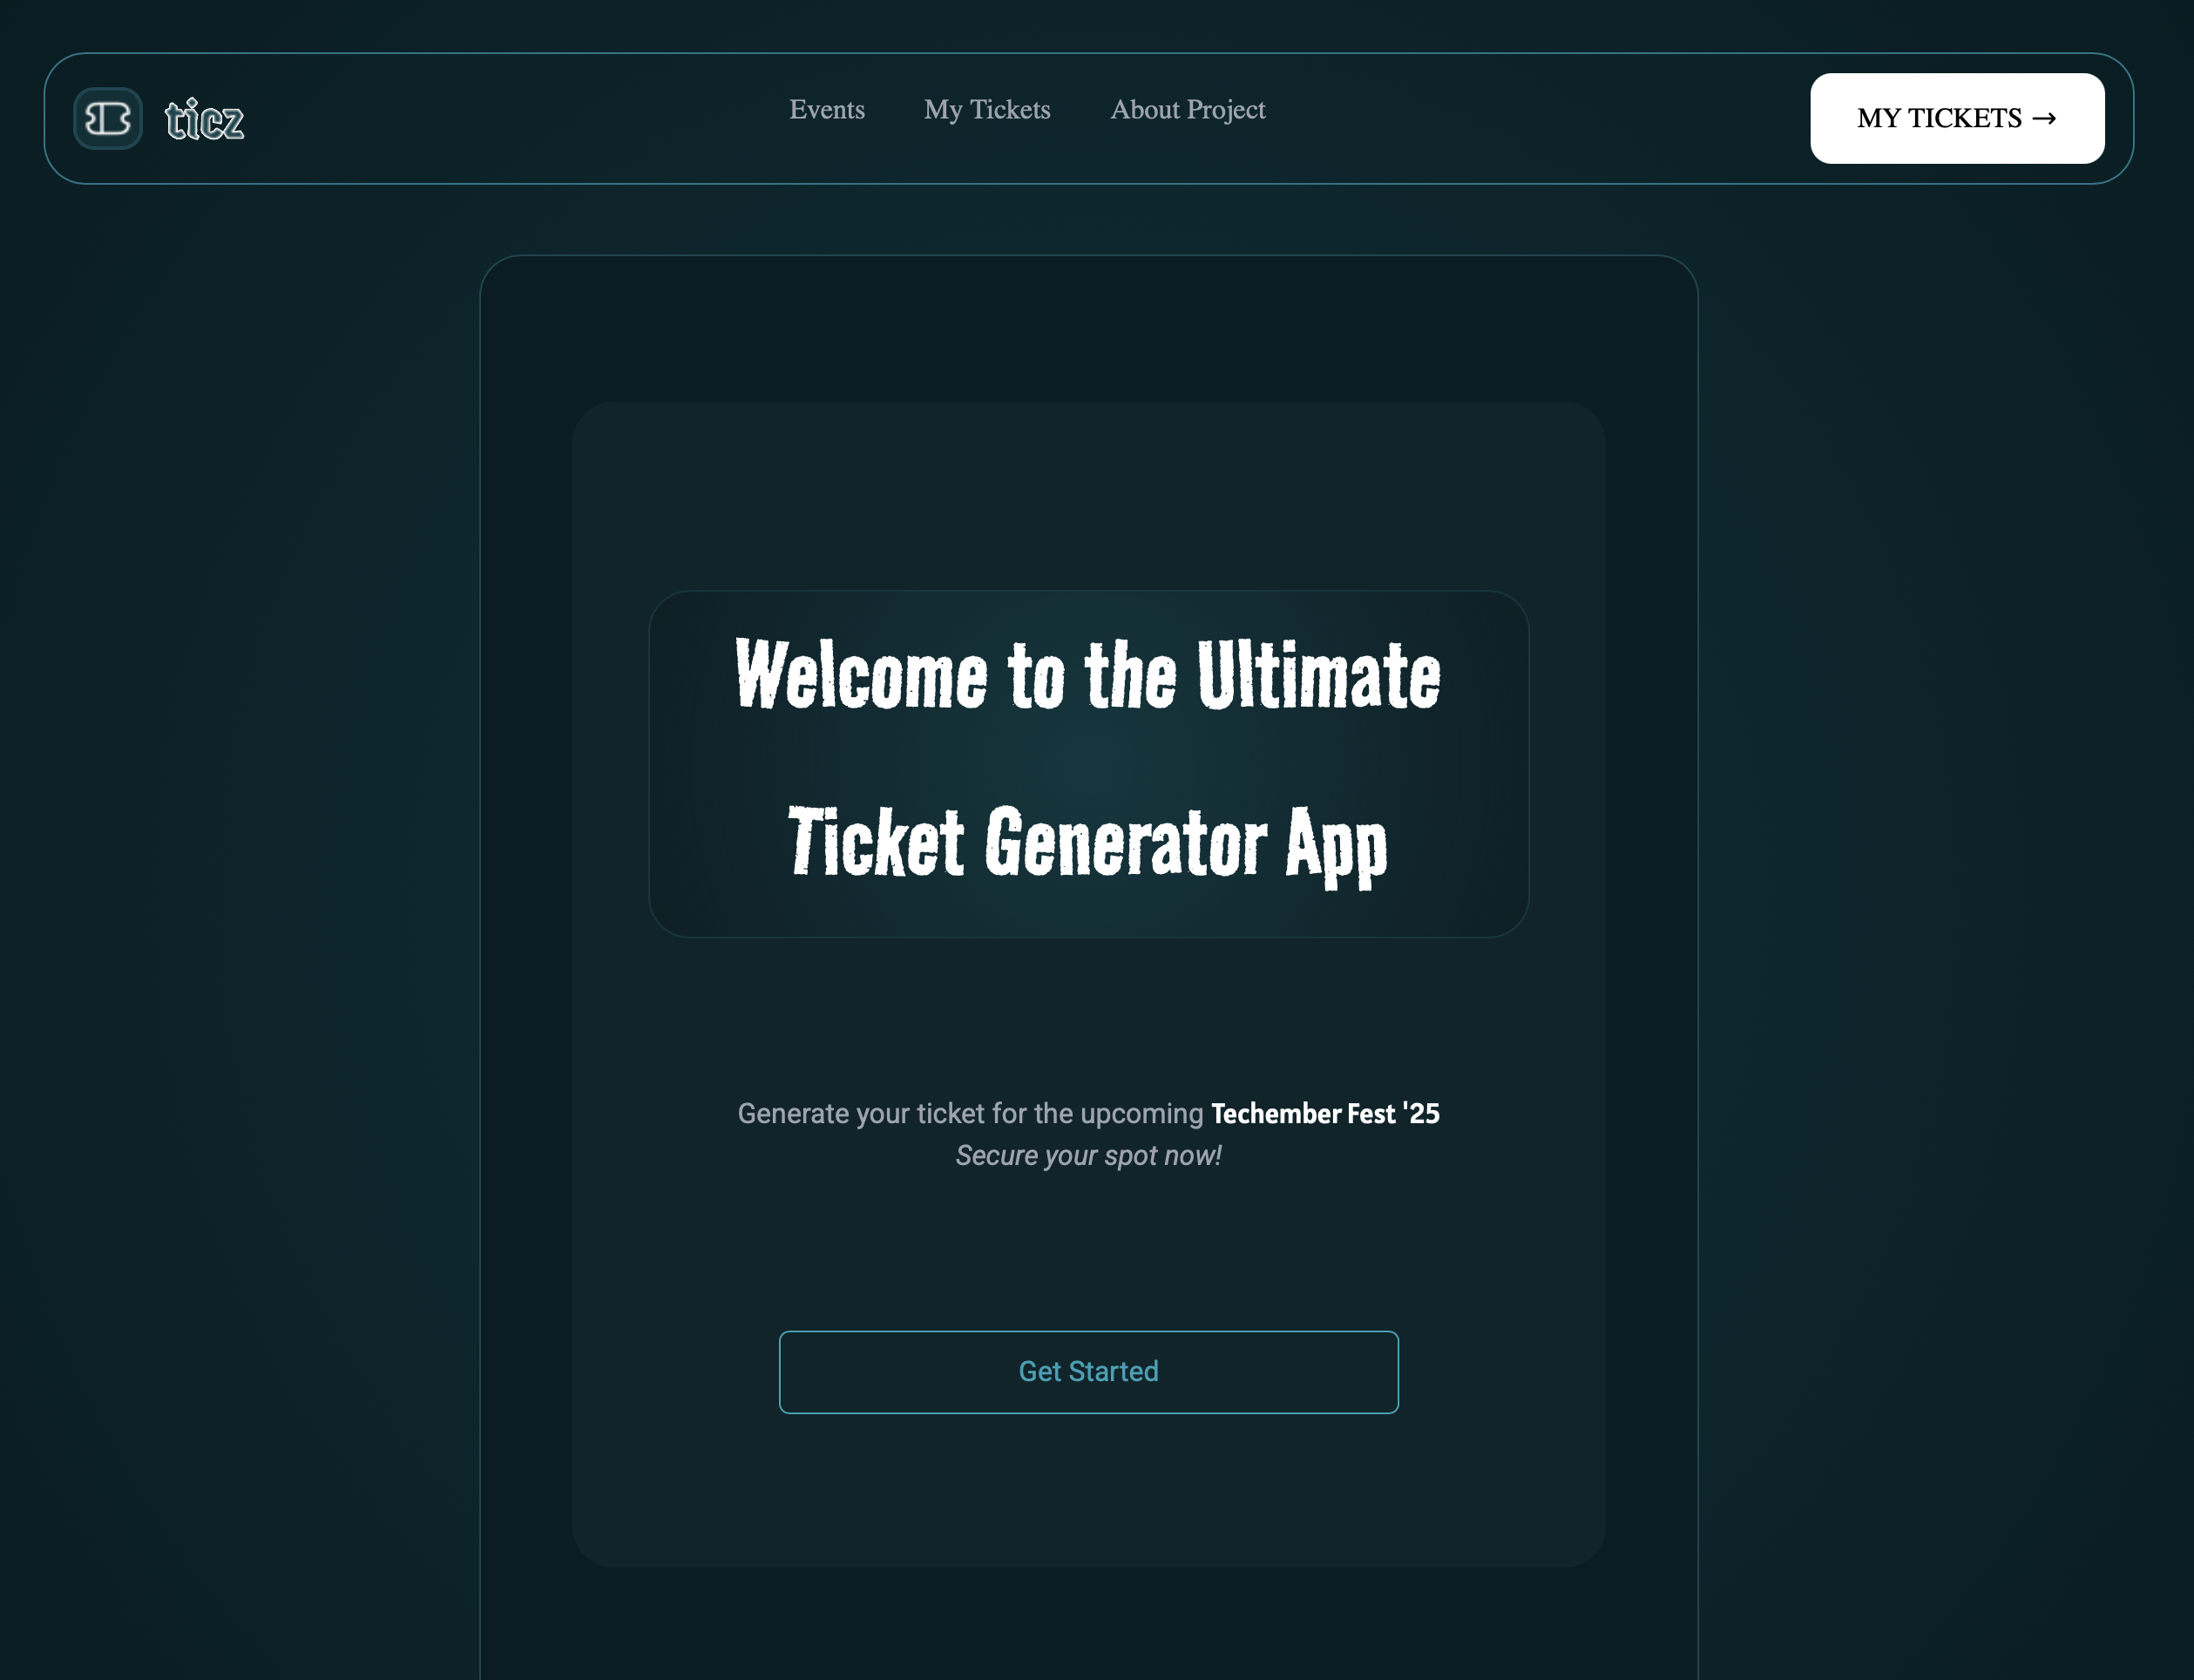 ticz
Events My Tickets About Project
MY TICKETS →
Welcome to the Ultimate
Ticket Generator App
Generate your ticket for the upcoming Techember Fest '25
Secure your spot now!
Get Started